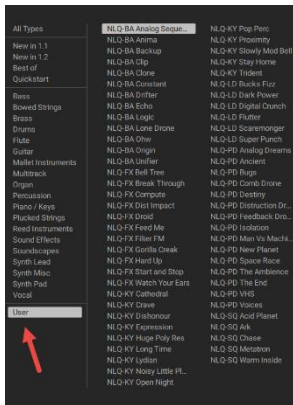 All Types
New in 1.1
New in 1.2
Best of
Quickstart
Bass
Bowed Strings
Brass
Drums
Flute
Guitar
Mallet Instruments
Multitrack
Organ
Percussion
Piano / Keys
Plucked Strings
Reed Instruments
Sound Effects
Soundscapes
Synth Lead
Synth Misc
Synth Pad
Vocal
User
NLQ-BA Analog Seque...
NLQ-BA Anima
NLQ-BA Backup
NLQ-BA Clip
NLQ-BA Clone
NLQ-BA Constant
NLQ-BA Drifter
NLQ-BA Echo
NLQ-BA Logic
NLQ-BA Lone Drone
NLQ-BA Ohw
NLQ-BA Origin
NLQ-BA Unifier
NLQ-FX Bell Tree
NLQ-FX Break Through
NLQ-FX Compute
NLQ-FX Dist Impact
NLQ-FX Droid
NLQ-FX Feed Me
NLQ-FX Filler FM
NLQ-FX Gorilla Creak
NLQ-FX Hard Up
NLQ-FX Start and Stop
NLQ-FX Watch Your Ears
NLQ-KY Cathedral
NLQ-KY Crave
NLQ-KY Dishonour
NLQ-KY Expression
NLQ-KY Huge Poly Res
NLQ-KY Long Time
NLQ-KY Lydian
NLQ-KY Noisy Little Pl...
NLQ-KY Open Night
NLQ-KY Pop Perc
NLQ-KY Proximity
NLQ-KY Slowly Mod Bell
NLQ-KY Stay Home
NLQ-KY Trident
NLQ-LD Bucks Fizz
NLQ-LD Dark Power
NLQ-LD Digital Crunch
NLQ-LD Flutter
NLQ-LD Scaremonger
NLQ-LD Super Punch
NLQ-PD Analog Dreams
NLQ-PD Ancient
NLQ-PD Bugs
NLQ-PD Comb Drone
NLQ-PD Destiny
NLQ-PD Distruction Dr...
NLQ-PD Feedback Dro...
NLQ-PD Isolation
NLQ-PD Man Vs Machi...
NLQ-PD New Planet
NLQ-PD Space Race
NLQ-PD The Ambience
NLQ-PD The End
NLQ-PD VHS
NLQ-PD Voices
NLQ-SQ Acid Planet
NLQ-SQ Ark
NLQ-SQ Chase
NLQ-SQ Metatron
NLQ-SQ Warm Inside